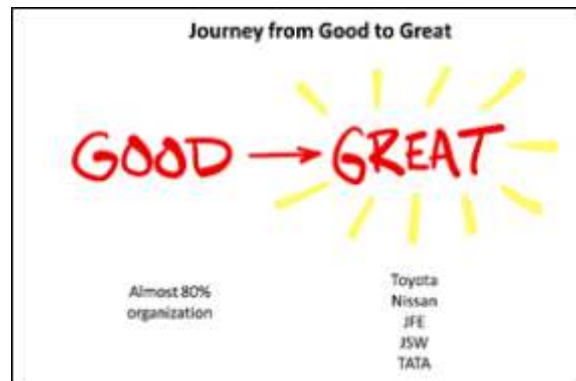 Journey from Good to Great
GOOD → GREAT
Almost 80%
organization
Toyota
Nissan
JFE
JSW
TATA